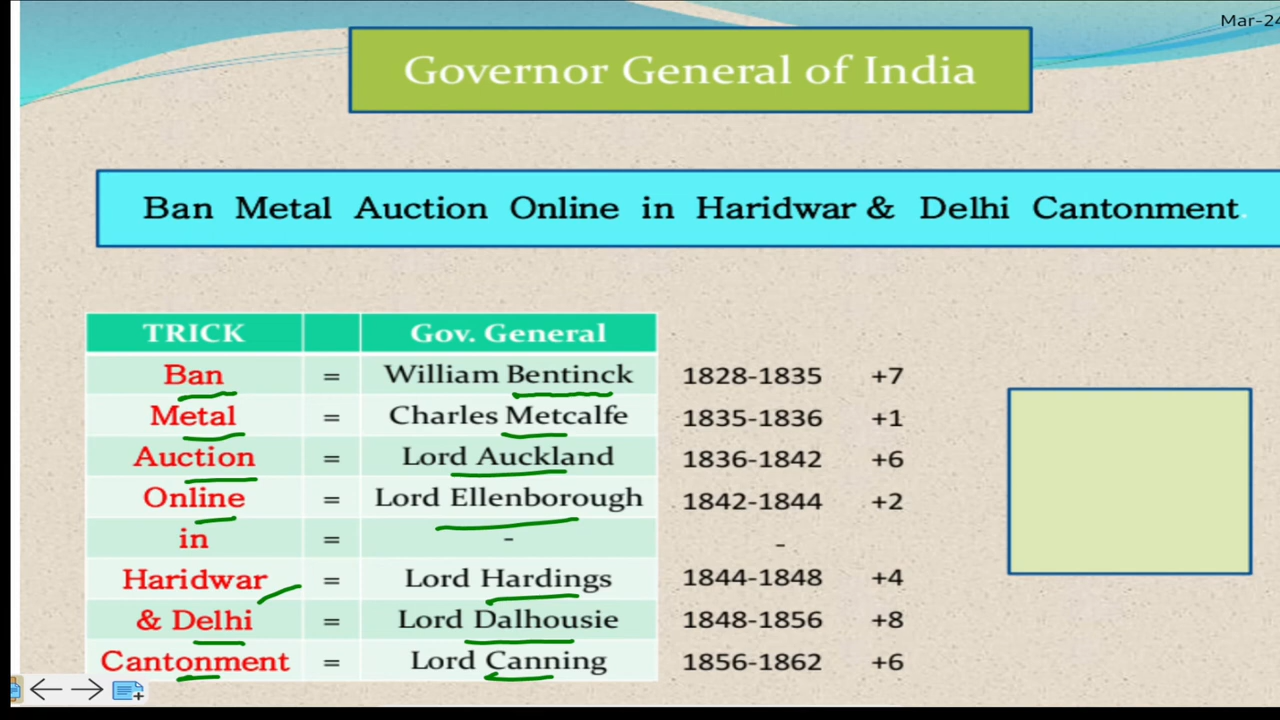 Mar-24
Governor General of India
Ban Metal Auction Online in Haridwar & Delhi Cantonment.
TRICK Gov. General
Ban = William Bentinck 1828-1835 +7
Metal = Charles Metcalfe 1835-1836 +1
Auction = Lord Auckland 1836-1842 +6
Online = Lord Ellenborough 1842-1844 +2
in = - -
Haridwar = Lord Hardings 1844-1848 +4
& Delhi = Lord Dalhousie 1848-1856 +8
Cantonment = Lord Canning 1856-1862 +6